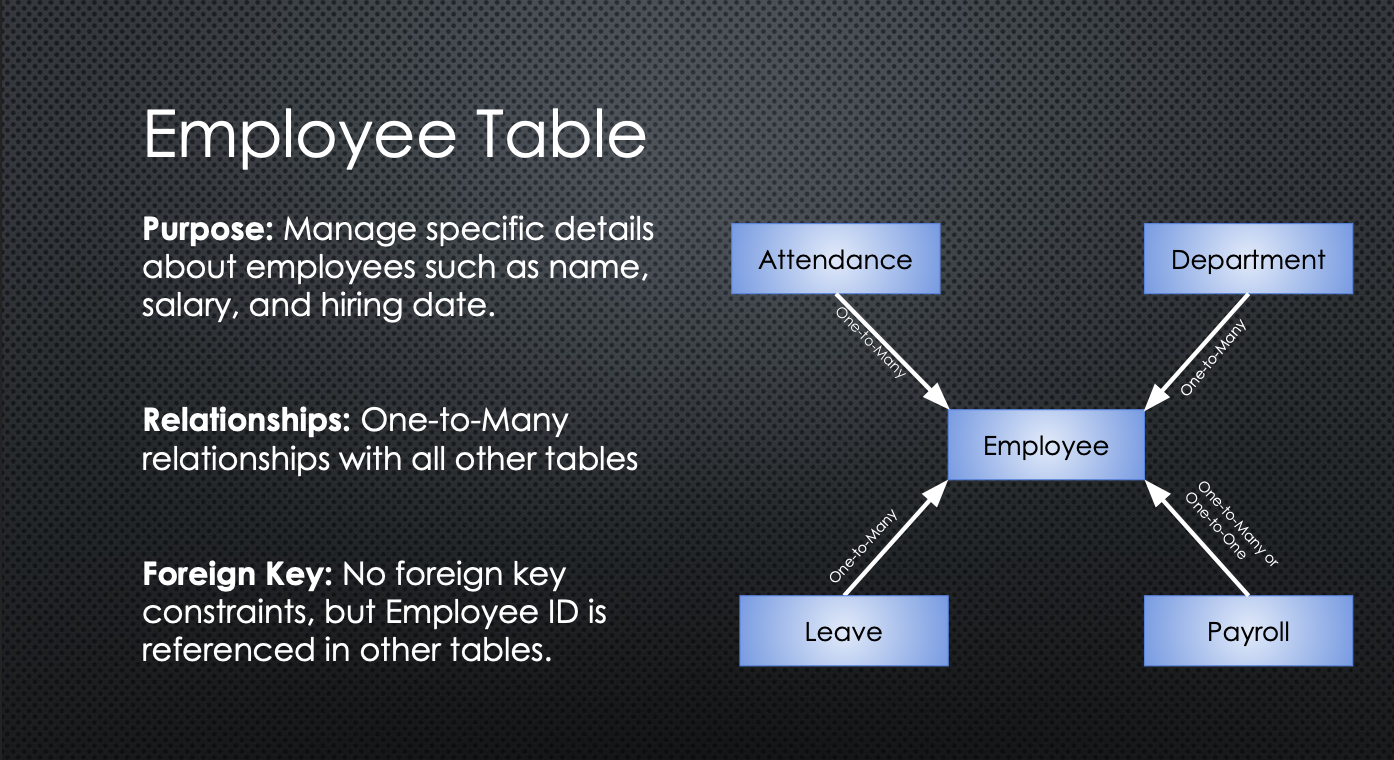 Employee Table
Purpose: Manage specific details
about employees such as name,
salary, and hiring date.
Relationships: One-to-Many
relationships with all other tables
Foreign Key: No foreign key
constraints, but Employee ID is
referenced in other tables.
Attendance
Department
One-to-Many
One-to-Many
Employee
One-to-Many
One-to-Many or
One-to-One
Leave
Payroll